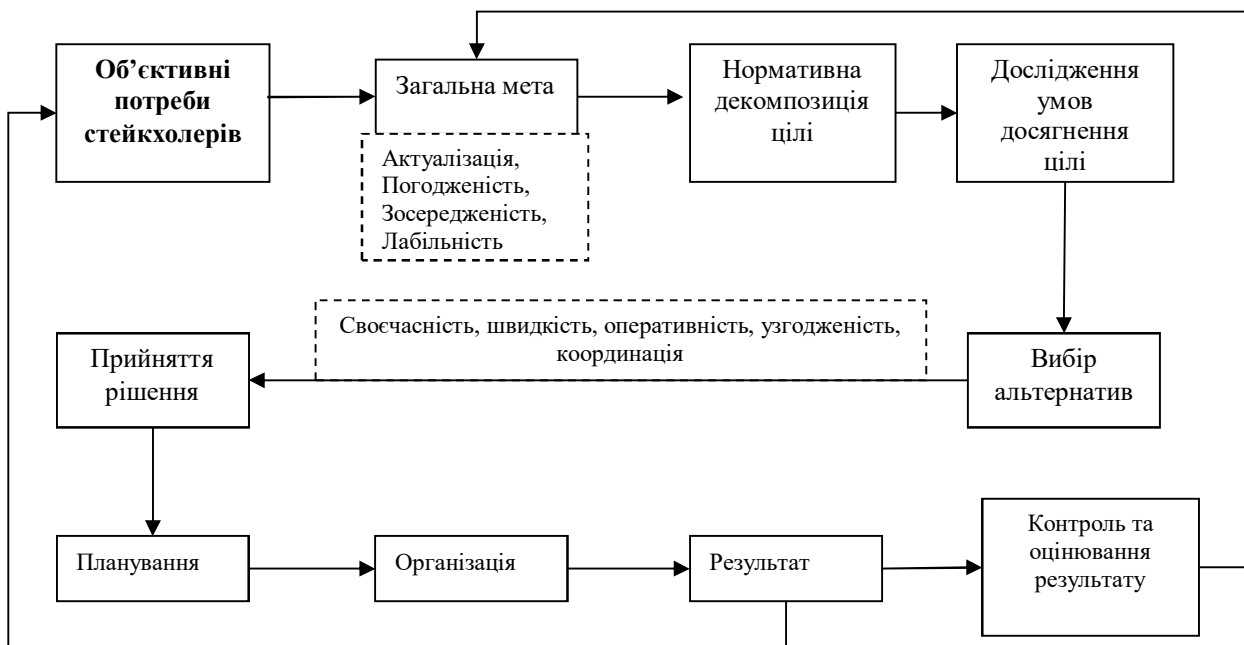 Об’єктивні
потреби
стейкхолерів
Загальна мета
Актуалізація,
Погодженість,
Зосередженість,
Лабільність
Нормативна
декомпозиція
цілі
Дослідження
умов
досягнення
цілі
Своєчасність, швидкість, оперативність, узгодженість,
координація
Прийняття
рішення
Вибір
альтернатив
Планування
Організація
Результат
Контроль та
оцінювання
результату